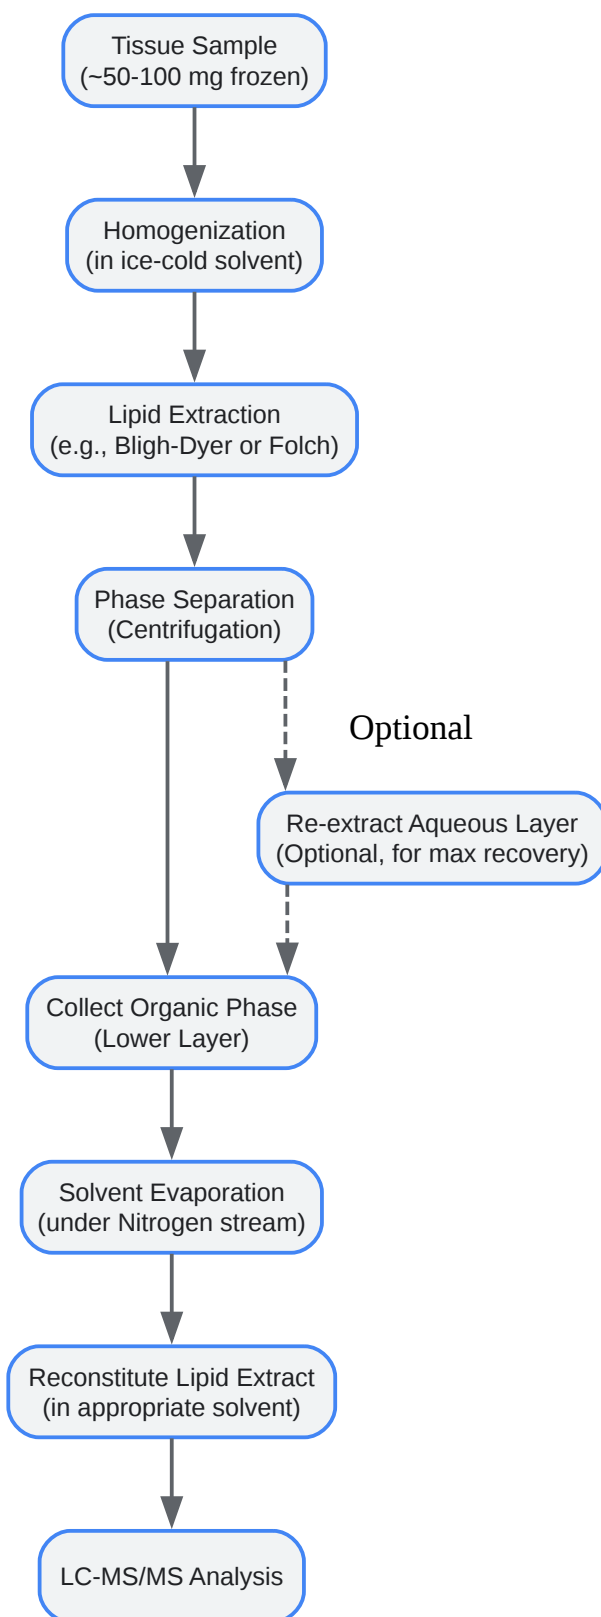 Tissue Sample
(~50-100 mg frozen)
Homogenization
(in ice-cold solvent)
Lipid Extraction
(e.g., Bligh-Dyer or Folch)
Phase Separation
(Centrifugation)
Optional
Re-extract Aqueous Layer
(Optional, for max recovery)
Collect Organic Phase
(Lower Layer)
Solvent Evaporation
(under Nitrogen stream)
Reconstitute Lipid Extract
(in appropriate solvent)
LC-MS/MS Analysis